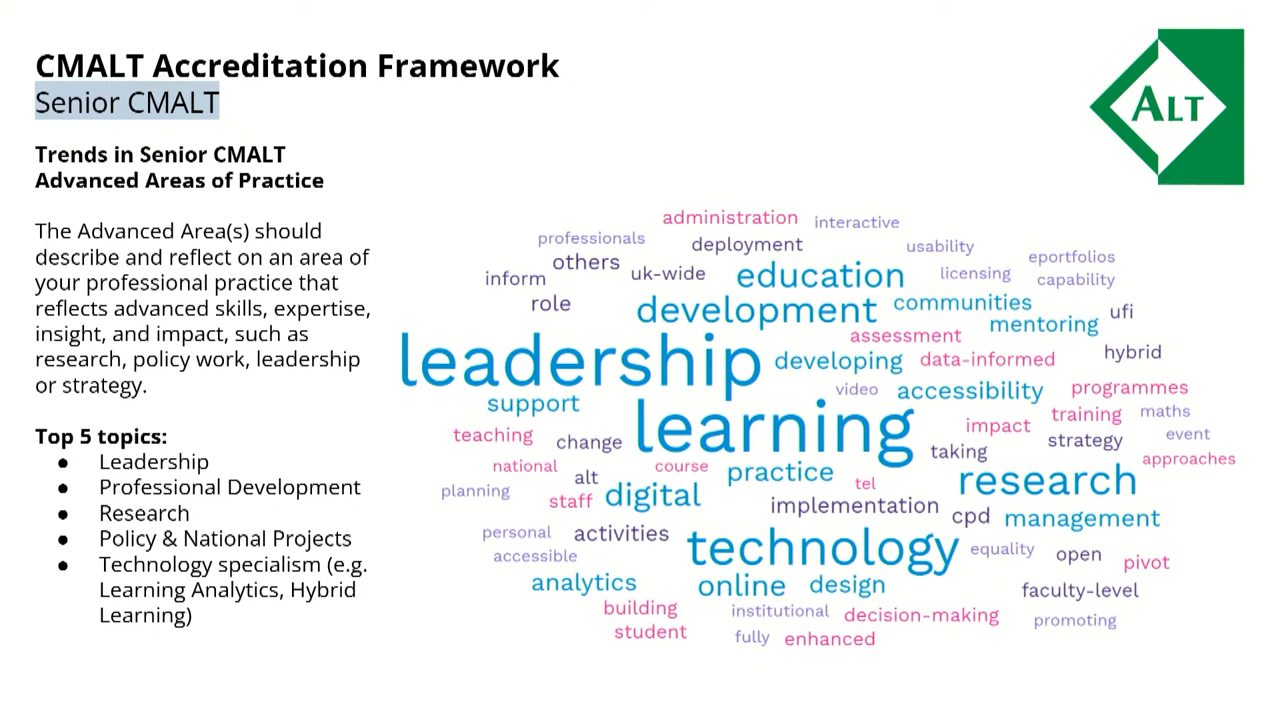 CMALT Accreditation Framework
Senior CMALT
ALT
Trends in Senior CMALT
Advanced Areas of Practice
The Advanced Area(s) should
describe and reflect on an area of
your professional practice that
reflects advanced skills, expertise,
insight, and impact, such as
research, policy work, leadership
or strategy.
Top 5 topics:
● Leadership
● Professional Development
● Research
● Policy & National Projects
● Technology specialism (e.g.
Learning Analytics, Hybrid
Learning)
administration interactive
professionals deployment usability
others uk-wide education licensing eportfolios
inform capability
role development communities mentoring ufi
assessment
leadership developing data-informed hybrid
support video accessibility programmes
teaching change learning impact training maths
taking strategy event
national alt course practice research approaches
planning staff digital tel implementation cpd management
personal activities technology equality open pivot
accessible
analytics online design faculty-level
building institutional decision-making promoting
student fully enhanced